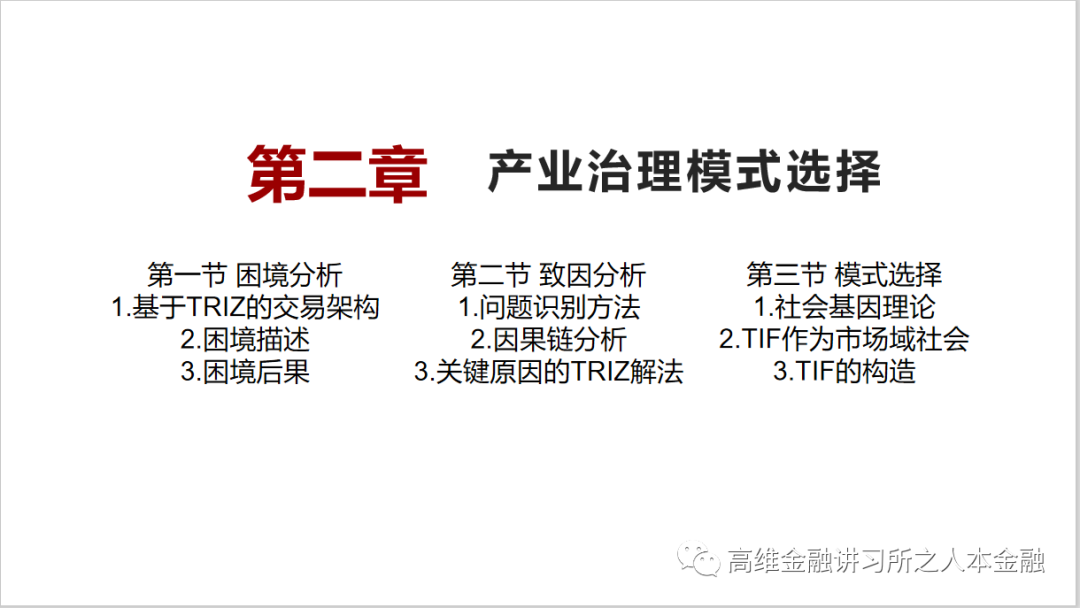 第二章 产业治理模式选择
第一节 困境分析
1.基于TRIZ的交易架构
2.困境描述
3.困境后果
第二节 致因分析
1.问题识别方法
2.因果链分析
3.关键原因的TRIZ解法
第三节 模式选择
1.社会基因理论
2.TIF作为市场域社会
3.TIF的构造
高维金融讲习所之人本金融